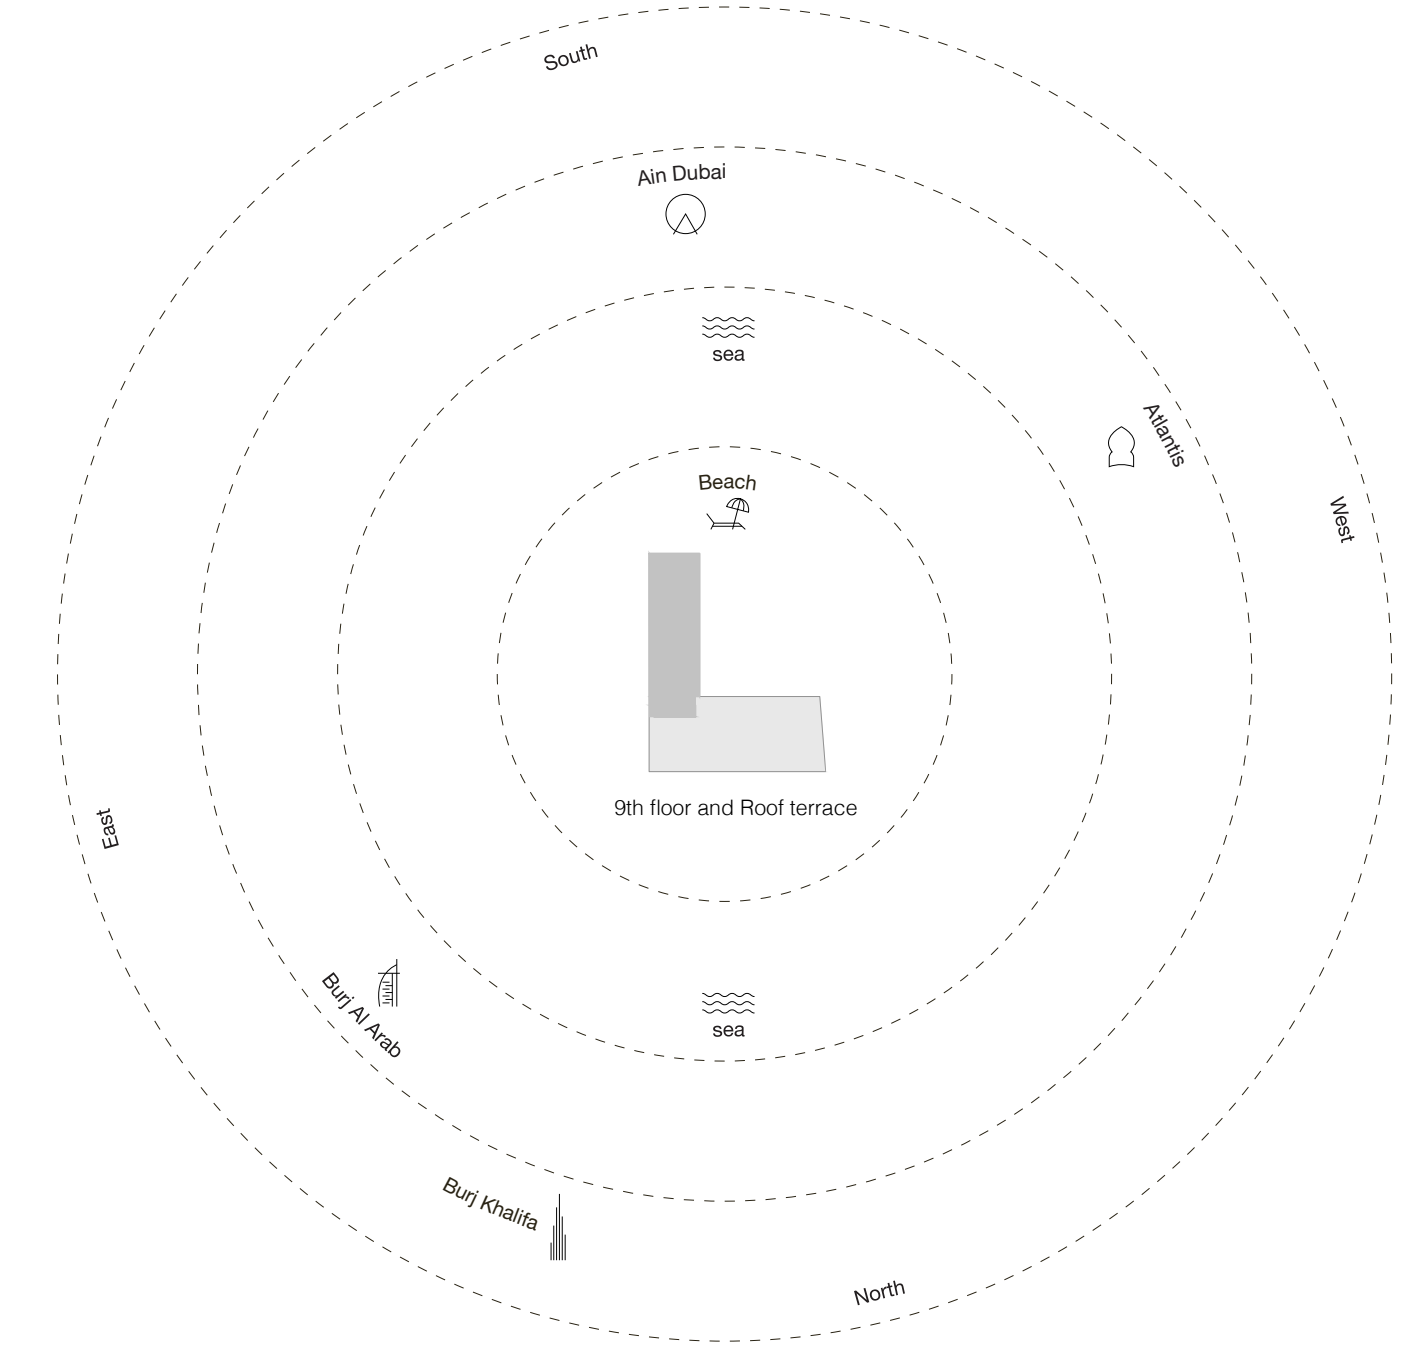 South
Ain Dubai
sea
Atlantis
Beach
West
9th floor and Roof terrace
East
Burj Al Arab
sea
Burj Khalifa
North